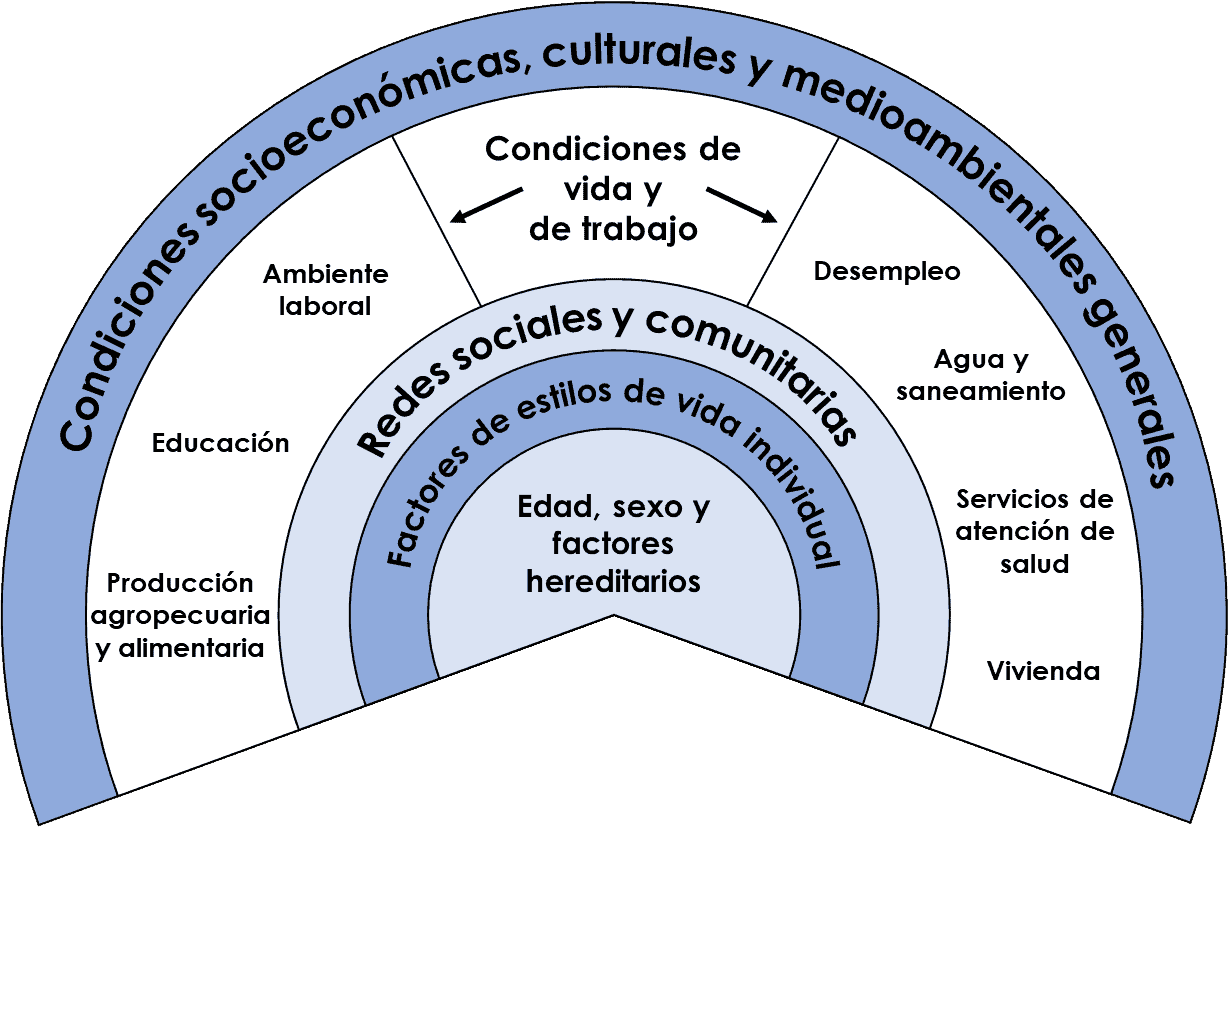 Condiciones socioeconómicas, culturales y medioambientales generales
Condiciones de
vida y
de trabajo
Ambiente
laboral
Educación
Producción
agropecuaria
y alimentaria
Desempleo
Agua y
saneamiento
Servicios de
atención de
salud
Vivienda
Redes sociales y comunitarias
Factores de estilos de vida individual
Edad, sexo y
factores
hereditarios